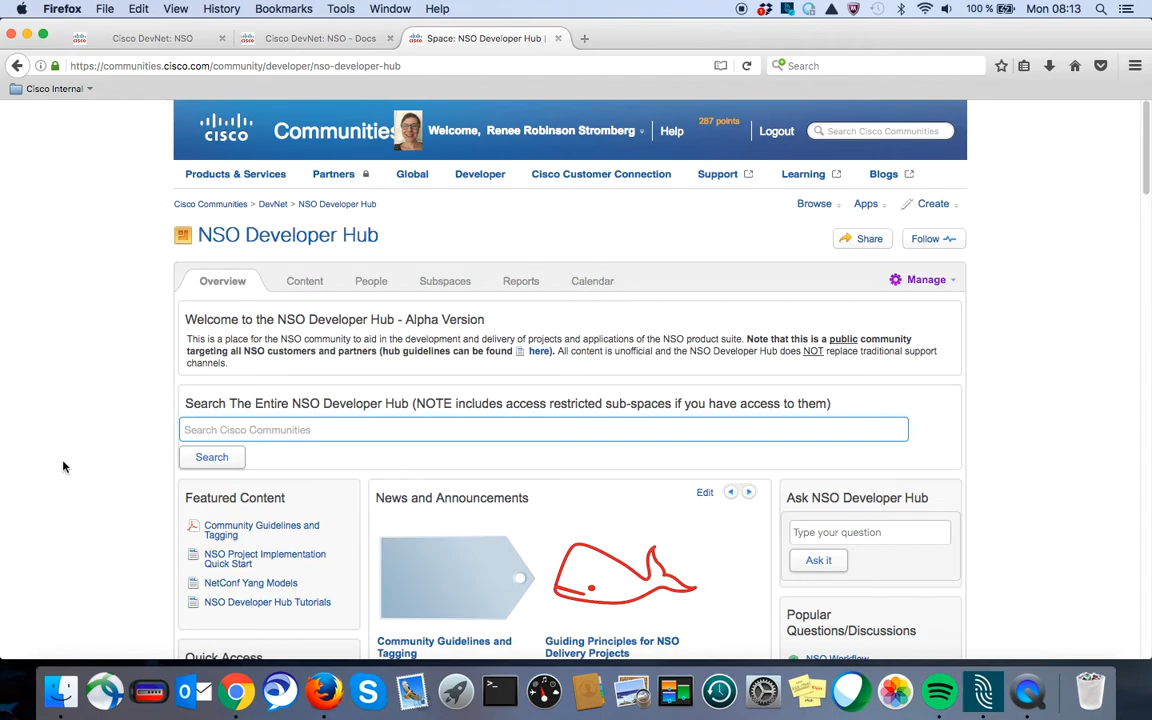 Firefox File Edit View History Bookmarks Tools Window Help 100 % Mon 08:13
Cisco DevNet: NSO Cisco DevNet: NSO - Docs Space: NSO Developer Hub |
https://communities.cisco.com/community/developer/nso-developer-hub Search
Cisco Internal
CISCO Communities Welcome, Renee Robinson Stromberg Help 287 points Logout Search Cisco Communities
Products & Services Partners Global Developer Cisco Customer Connection Support Learning Blogs
Cisco Communities > DevNet > NSO Developer Hub Browse Apps Create
NSO Developer Hub Share Follow
Overview Content People Subspaces Reports Calendar Manage
Welcome to the NSO Developer Hub - Alpha Version
This is a place for the NSO community to aid in the development and delivery of projects and applications of the NSO product suite. Note that this is a public community
targeting all NSO customers and partners (hub guidelines can be found here). All content is unofficial and the NSO Developer Hub does NOT replace traditional support
channels.
Search The Entire NSO Developer Hub (NOTE includes access restricted sub-spaces if you have access to them)
Search Cisco Communities
Search
Featured Content
Community Guidelines and
Tagging
NSO Project Implementation
Quick Start
NetConf Yang Models
NSO Developer Hub Tutorials
Quick Access
News and Announcements Edit
Community Guidelines and
Tagging
Guiding Principles for NSO
Delivery Projects
Ask NSO Developer Hub
Type your question
Ask it
Popular
Questions/Discussions
NSO Workflow